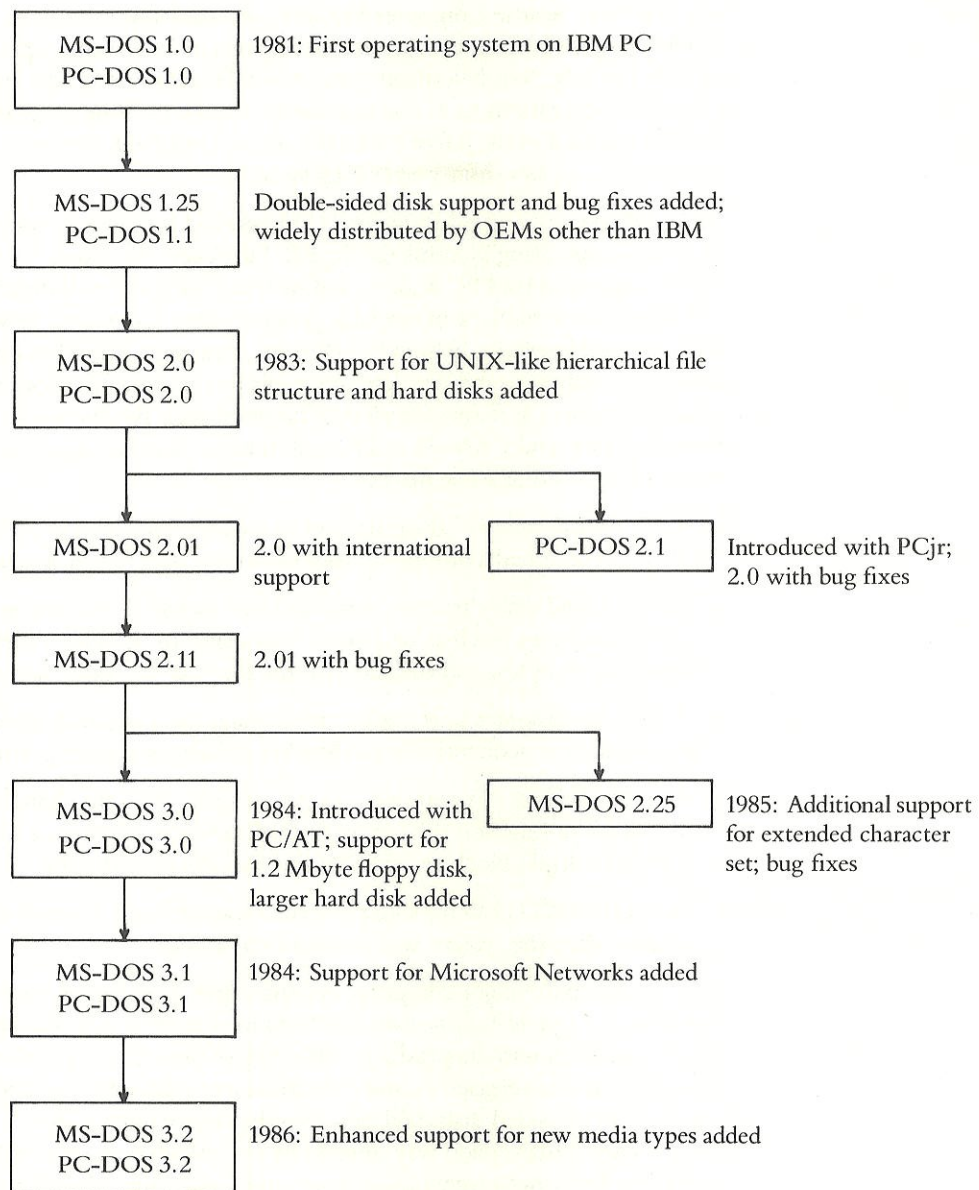 MS-DOS 1.0
PC-DOS 1.0
1981: First operating system on IBM PC
MS-DOS 1.25
PC-DOS 1.1
Double-sided disk support and bug fixes added;
widely distributed by OEMs other than IBM
MS-DOS 2.0
PC-DOS 2.0
1983: Support for UNIX-like hierarchical file
structure and hard disks added
MS-DOS 2.01
2.0 with international
support
PC-DOS 2.1
Introduced with PCjr;
2.0 with bug fixes
MS-DOS 2.11
2.01 with bug fixes
MS-DOS 3.0
PC-DOS 3.0
1984: Introduced with
PC/AT; support for
1.2 Mbyte floppy disk,
larger hard disk added
MS-DOS 2.25
1985: Additional support
for extended character
set; bug fixes
MS-DOS 3.1
PC-DOS 3.1
1984: Support for Microsoft Networks added
MS-DOS 3.2
PC-DOS 3.2
1986: Enhanced support for new media types added